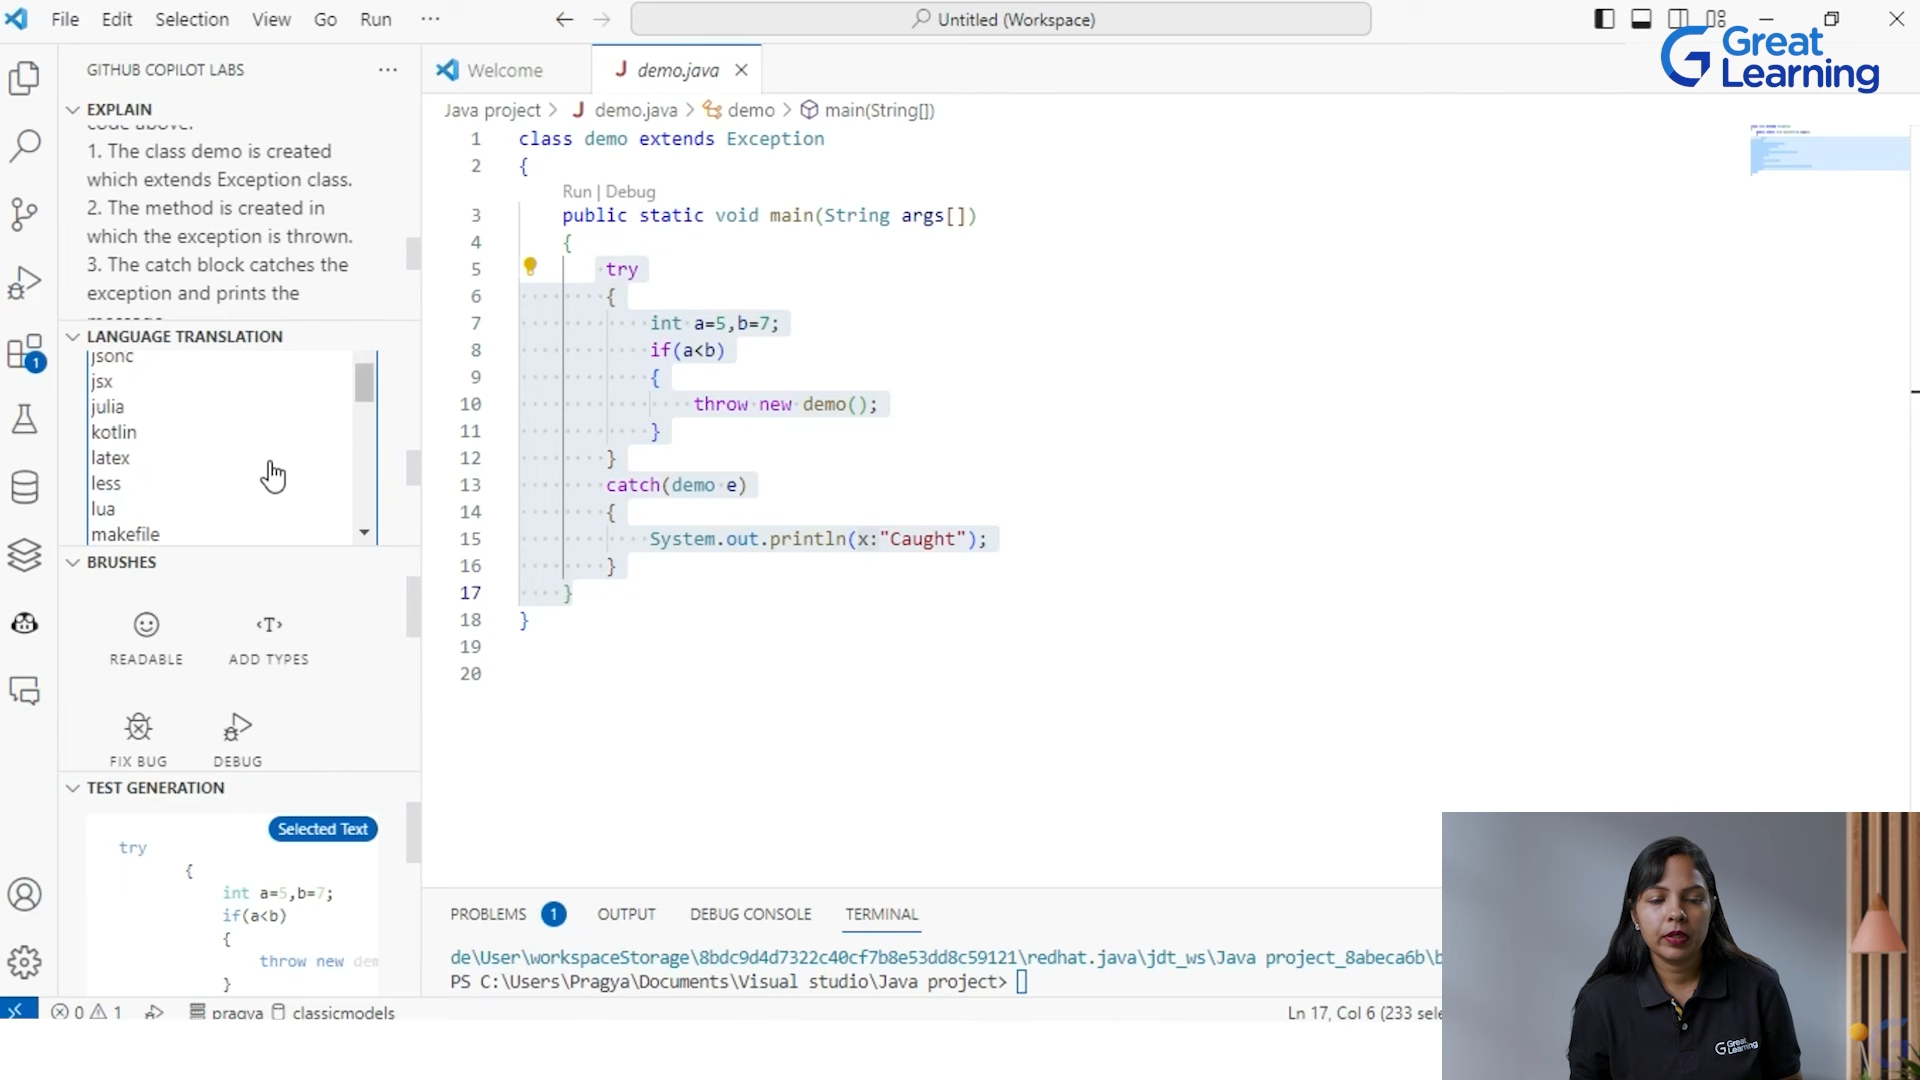 File Edit Selection View Go Run ···
Untitled (Workspace)
Great
Learning
GITHUB COPILOT LABS ···
EXPLAIN
code above.
1. The class demo is created
which extends Exception class.
2. The method is created in
which the exception is thrown.
3. The catch block catches the
exception and prints the
LANGUAGE TRANSLATION
jsonc
jsx
julia
kotlin
latex
less
lua
makefile
BRUSHES
READABLE
<T>
ADD TYPES
FIX BUG
DEBUG
TEST GENERATION
Selected Text
try
{
int a=5,b=7;
if(a<b)
{
throw new dem
}
1
Welcome
demo.java
Java project > J demo.java > demo > main(String[])
1 class demo extends Exception
2 {
Run | Debug
3 public static void main(String args[])
4 {
5 try
6 {
7 int a=5,b=7;
8 if(a<b)
9 {
10 throw new demo();
11 }
12 }
13 catch(demo e)
14 {
15 System.out.println(x:"Caught");
16 }
17 }
18 }
19
20
PROBLEMS 1 OUTPUT DEBUG CONSOLE TERMINAL
de\User\workspaceStorage\8bdc9d4d7322c40cf7b8e53dd8c59121\redhat.java\jdt_ws\Java project_8abeca6b\b
PS C:\Users\Pragya\Documents\Visual studio\Java project>
0 1 pragya classicmodels
Ln 17, Col 6 (233 sele
Great
Learning